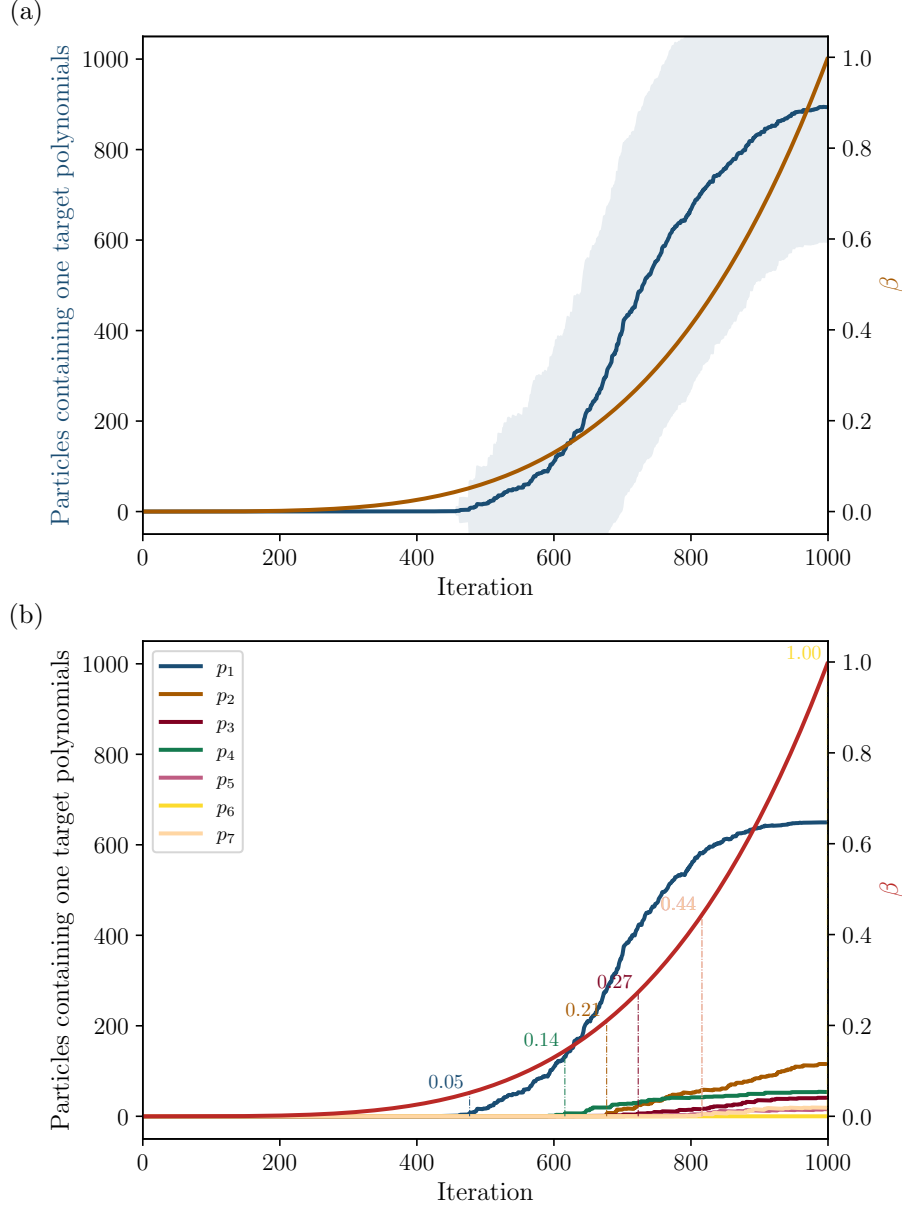 (a)
Particles containing one target polynomials
1000
800
600
400
200
0
1.0
0.8
0.6
0.4
0.2
0.0
β
0 200 400 600 800 1000
Iteration
(b)
Particles containing one target polynomials
1000
800
600
400
200
0
p₁
p₂
p₃
p₄
p₅
p₆
p₇
1.00
0.44
0.27
0.21
0.14
0.05
1.0
0.8
0.6
0.4
0.2
0.0
β
0 200 400 600 800 1000
Iteration